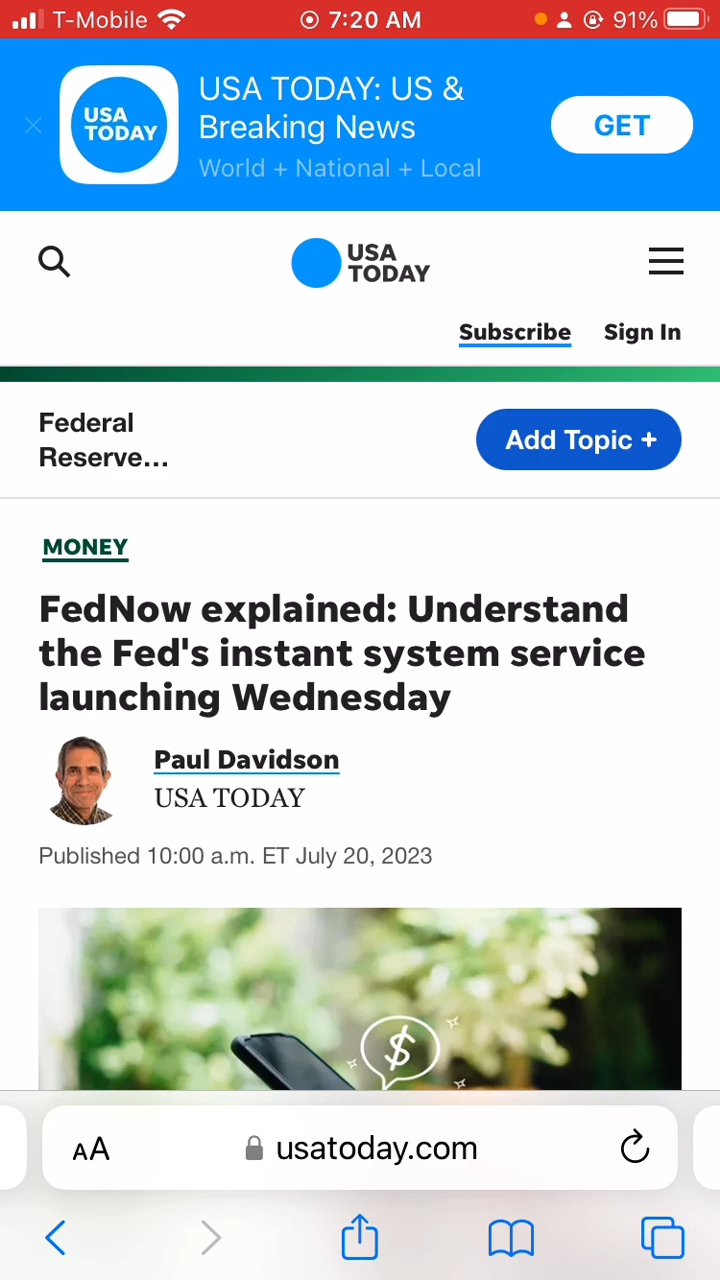 T-Mobile 7:20 AM 91%
USA TODAY
USA TODAY: US &
Breaking News
World + National + Local
GET
USA
TODAY
Subscribe Sign In
Federal
Reserve...
Add Topic +
MONEY
FedNow explained: Understand
the Fed's instant system service
launching Wednesday
Paul Davidson
USA TODAY
Published 10:00 a.m. ET July 20, 2023
$
AA usatoday.com